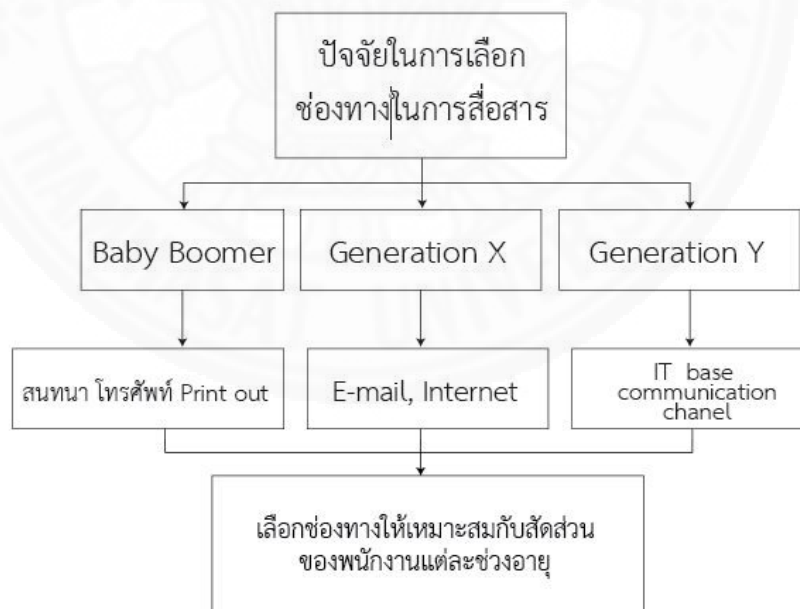 ปัจจัยในการเลือก
ช่องทางในการสื่อสาร
Baby Boomer
Generation X
Generation Y
สนทนา โทรศัพท์ Print out
E-mail, Internet
IT base
communication
chanel
เลือกช่องทางให้เหมาะสมกับสัดส่วน
ของพนักงานแต่ละช่วงอายุ